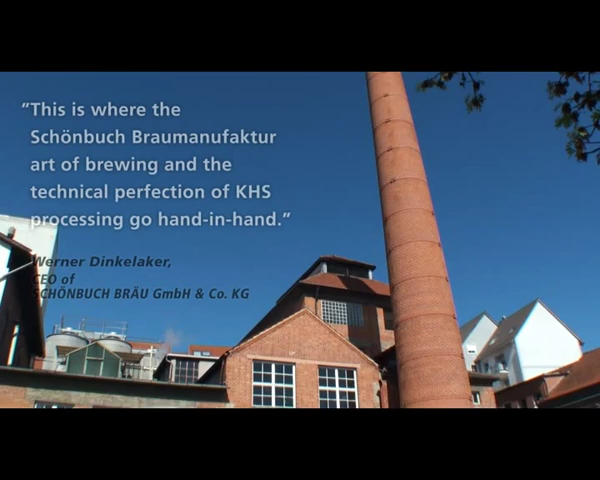 "This is where the
Schönbuch Braumanufaktur
art of brewing and the
technical perfection of KHS
processing go hand-in-hand."
Werner Dinkelaker,
CEO of
SCHÖNBUCH BRÄU GmbH & Co. KG